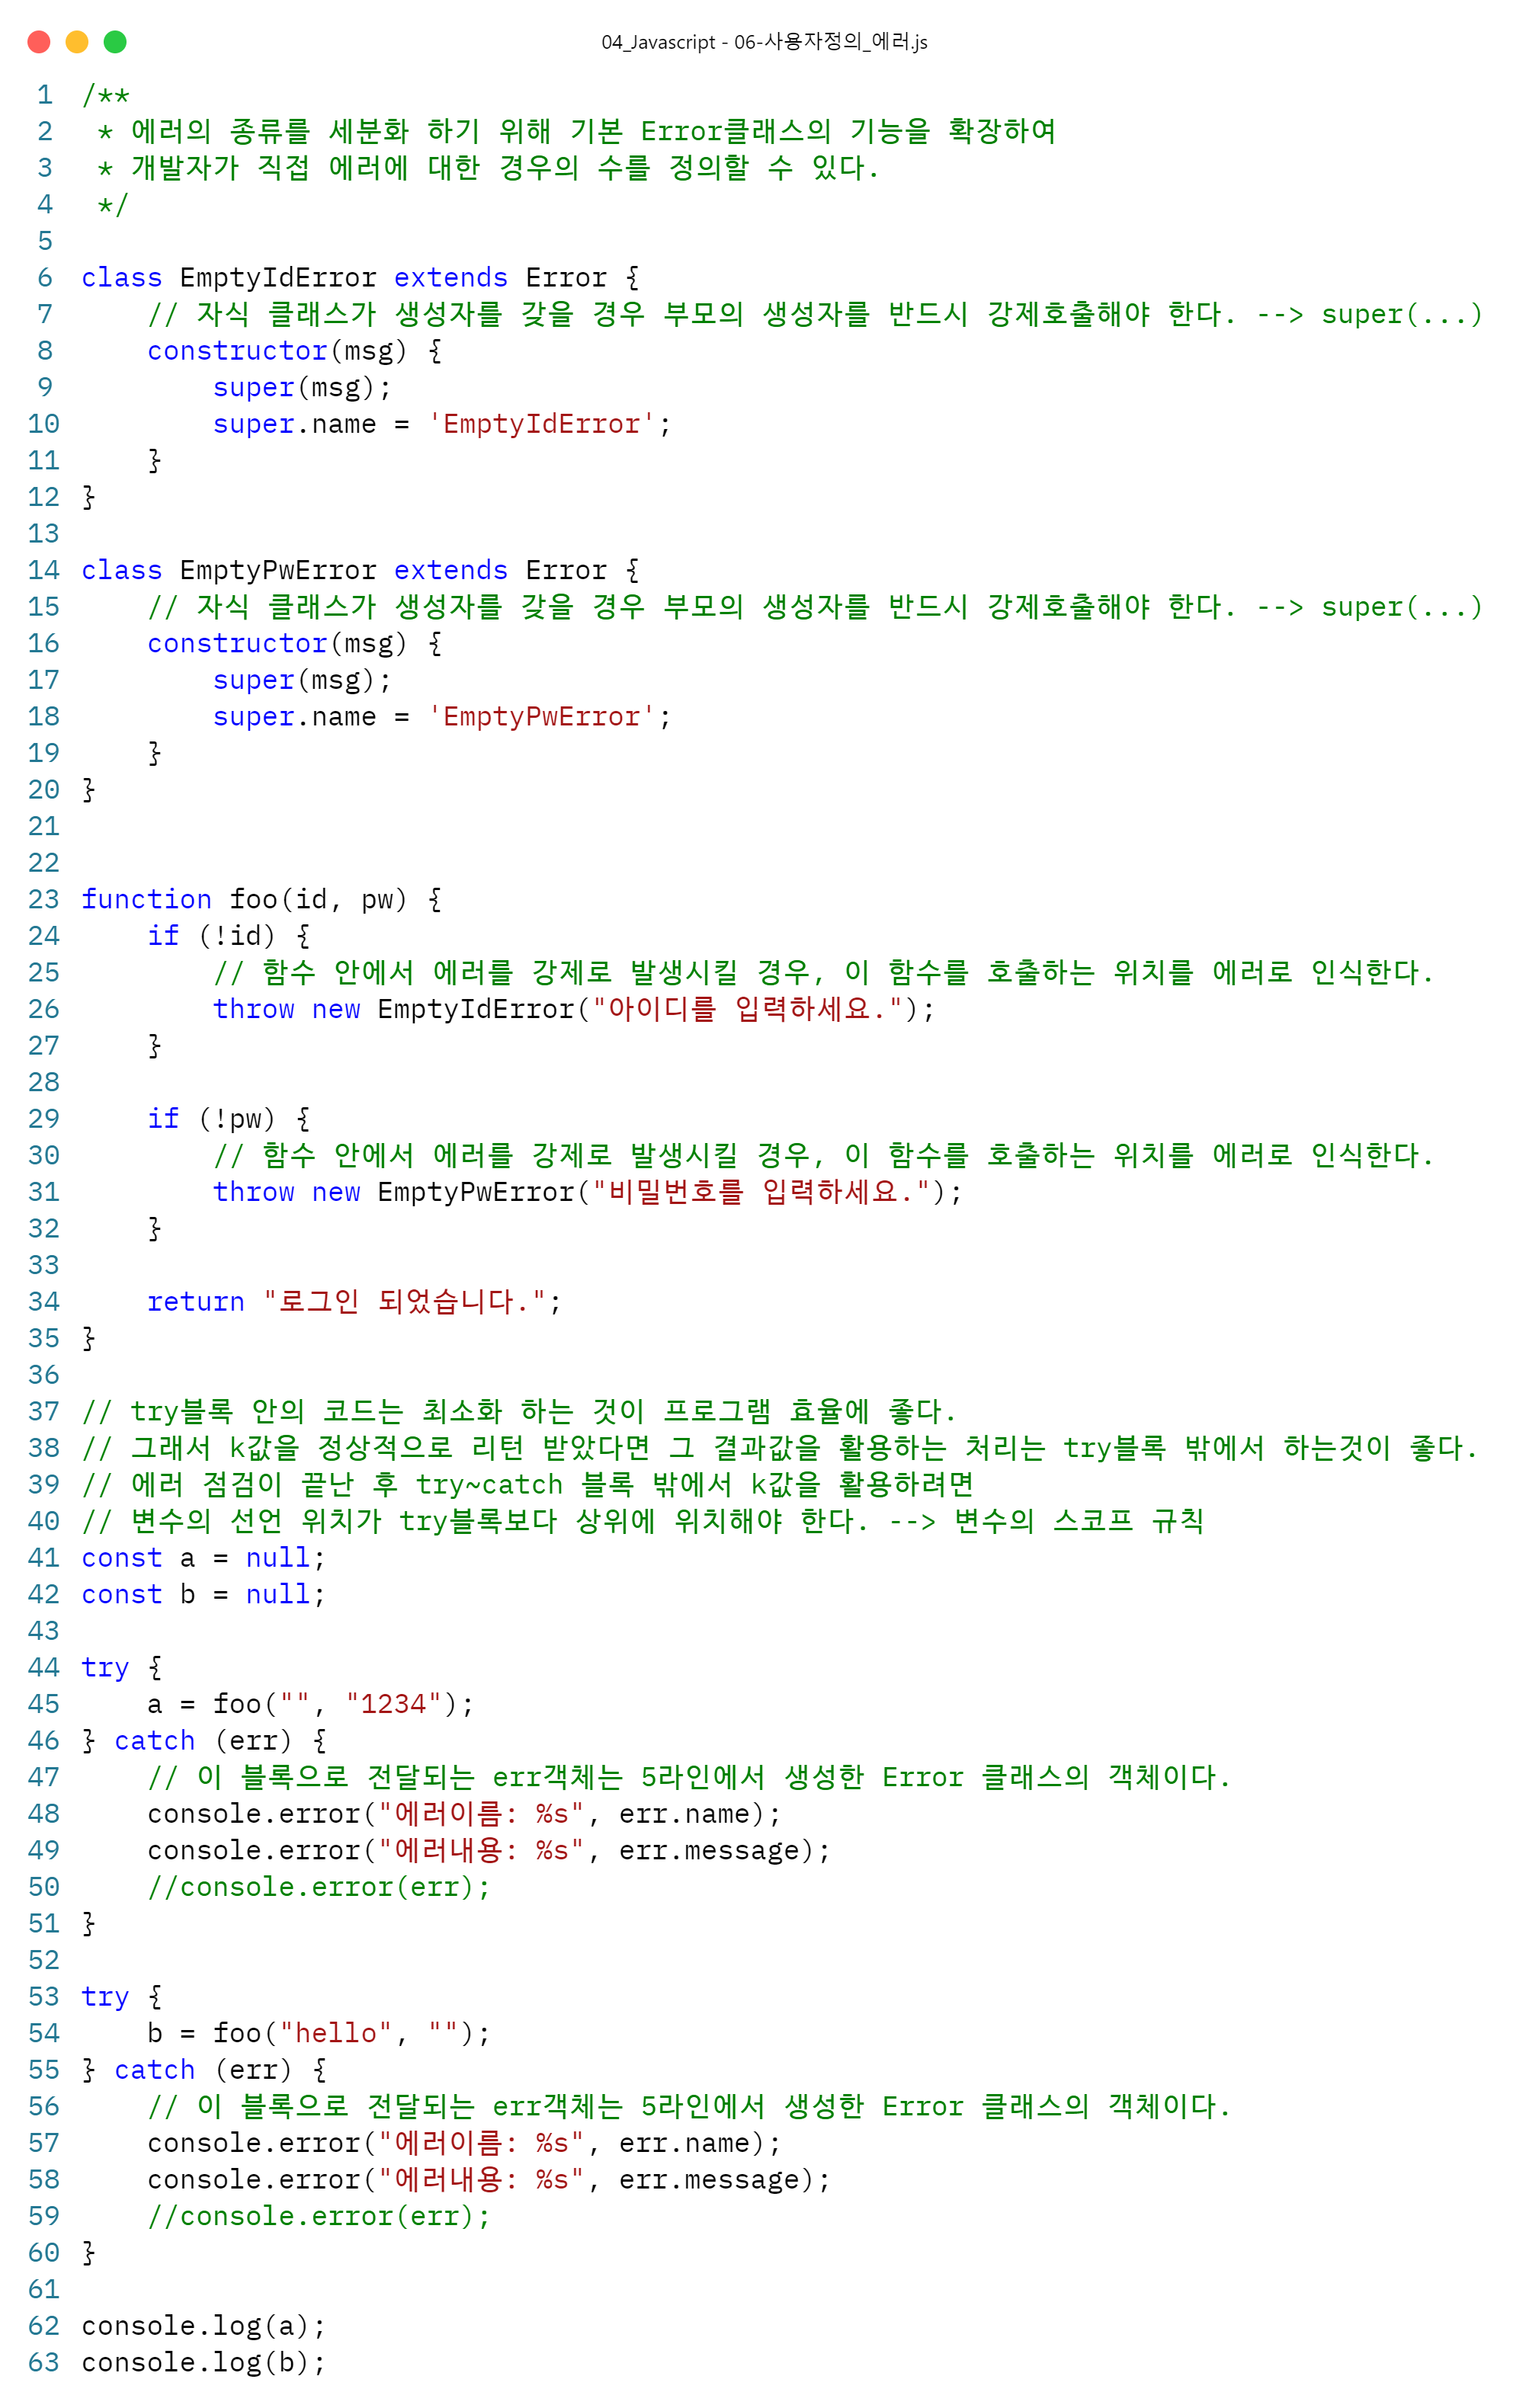 04_Javascript - 06-사용자정의_에러.js
1 /**
2  * 에러의 종류를 세분화 하기 위해 기본 Error클래스의 기능을 확장하여
3  * 개발자가 직접 에러에 대한 경우의 수를 정의할 수 있다.
4  */
5
6 class EmptyIdError extends Error {
7     // 자식 클래스가 생성자를 갖을 경우 부모의 생성자를 반드시 강제호출해야 한다. --> super(...)
8     constructor(msg) {
9         super(msg);
10         super.name = 'EmptyIdError';
11     }
12 }
13
14 class EmptyPwError extends Error {
15     // 자식 클래스가 생성자를 갖을 경우 부모의 생성자를 반드시 강제호출해야 한다. --> super(...)
16     constructor(msg) {
17         super(msg);
18         super.name = 'EmptyPwError';
19     }
20 }
21
22
23 function foo(id, pw) {
24     if (!id) {
25         // 함수 안에서 에러를 강제로 발생시킬 경우, 이 함수를 호출하는 위치를 에러로 인식한다.
26         throw new EmptyIdError("아이디를 입력하세요.");
27     }
28
29     if (!pw) {
30         // 함수 안에서 에러를 강제로 발생시킬 경우, 이 함수를 호출하는 위치를 에러로 인식한다.
31         throw new EmptyPwError("비밀번호를 입력하세요.");
32     }
33
34     return "로그인 되었습니다.";
35 }
36
37 // try블록 안의 코드는 최소화 하는 것이 프로그램 효율에 좋다.
38 // 그래서 k값을 정상적으로 리턴 받았다면 그 결과값을 활용하는 처리는 try블록 밖에서 하는것이 좋다.
39 // 에러 점검이 끝난 후 try~catch 블록 밖에서 k값을 활용하려면
40 // 변수의 선언 위치가 try블록보다 상위에 위치해야 한다. --> 변수의 스코프 규칙
41 const a = null;
42 const b = null;
43
44 try {
45     a = foo("", "1234");
46 } catch (err) {
47     // 이 블록으로 전달되는 err객체는 5라인에서 생성한 Error 클래스의 객체이다.
48     console.error("에러이름: %s", err.name);
49     console.error("에러내용: %s", err.message);
50     //console.error(err);
51 }
52
53 try {
54     b = foo("hello", "");
55 } catch (err) {
56     // 이 블록으로 전달되는 err객체는 5라인에서 생성한 Error 클래스의 객체이다.
57     console.error("에러이름: %s", err.name);
58     console.error("에러내용: %s", err.message);
59     //console.error(err);
60 }
61
62 console.log(a);
63 console.log(b);